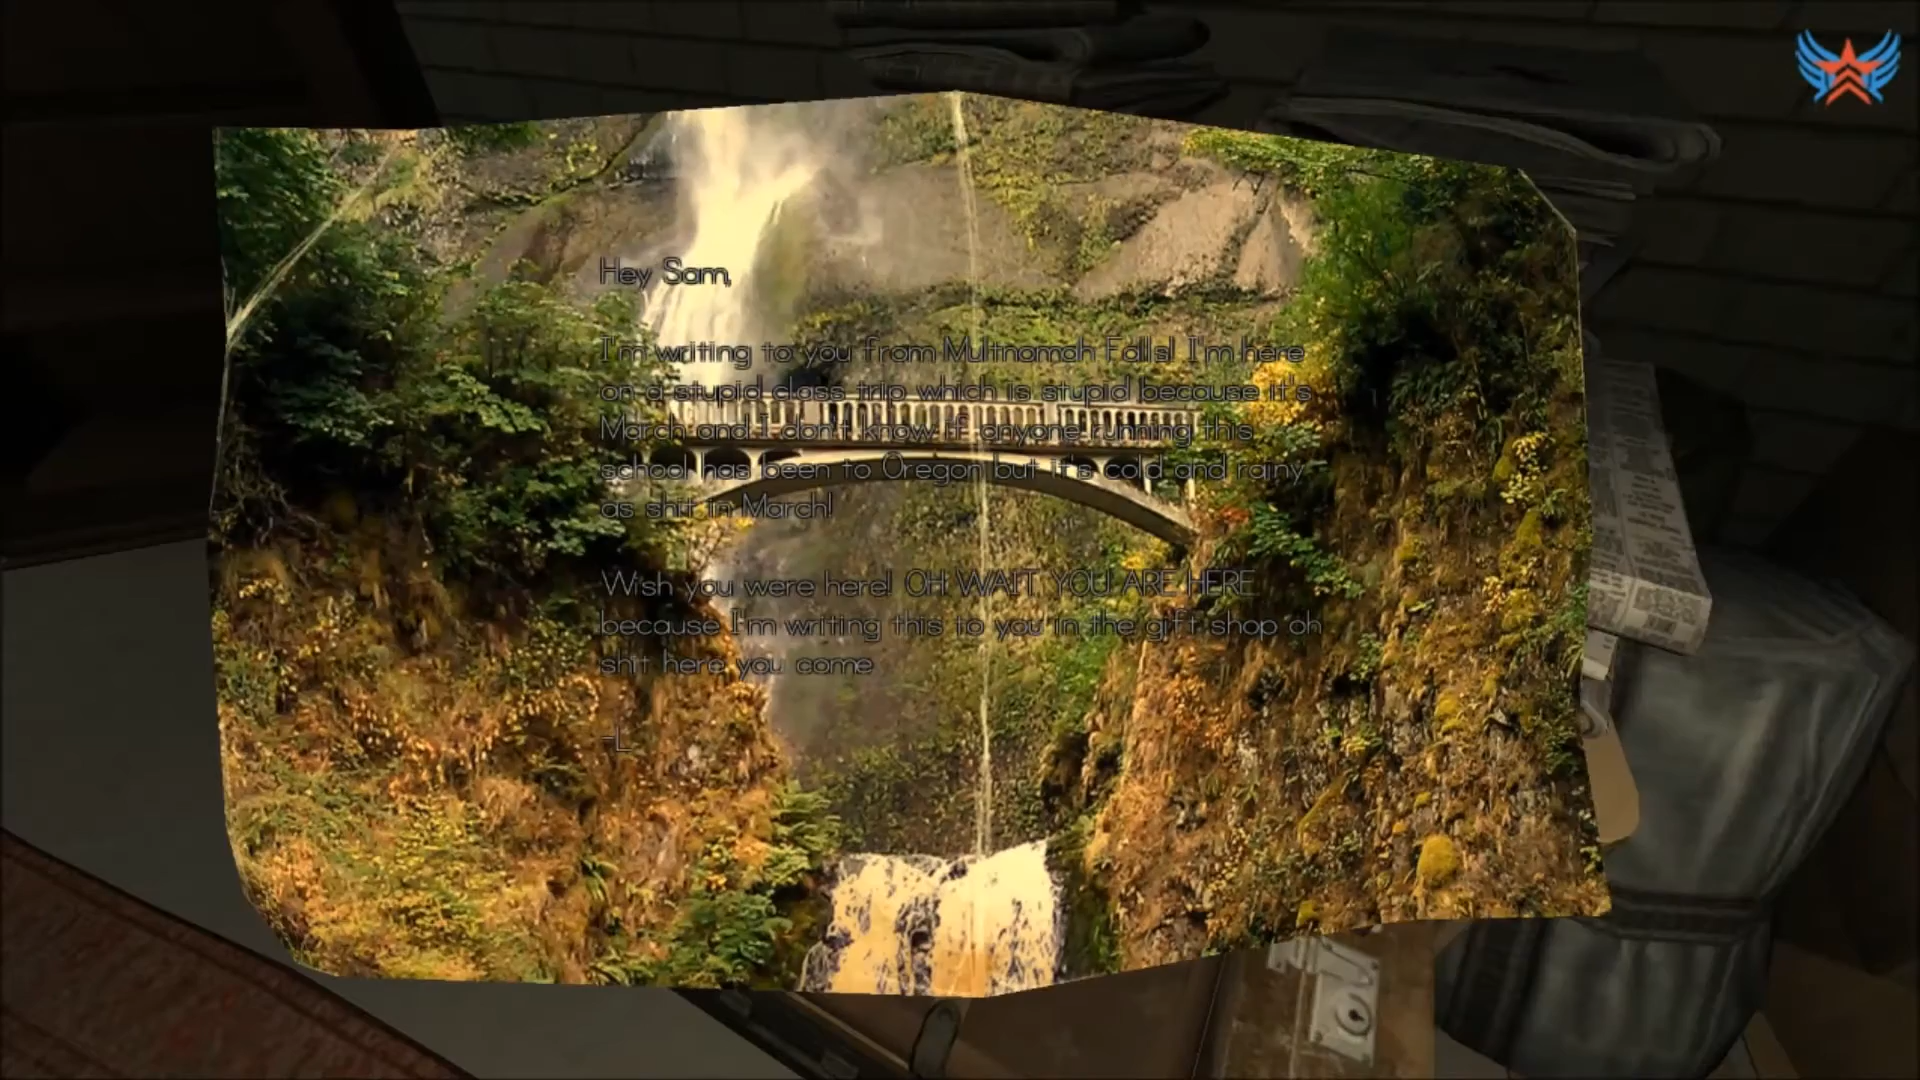 Hey Sam,
I'm writing to you from Multnomah Falls! I'm here
on a stupid class trip which is stupid because it's
March and I don't know if anyone running this
school has been to Oregon but it's cold and rainy
as shit in March!
Wish you were here! OH WAIT YOU ARE HERE
because I'm writing this to you in the gift shop oh
shit here you come
-L